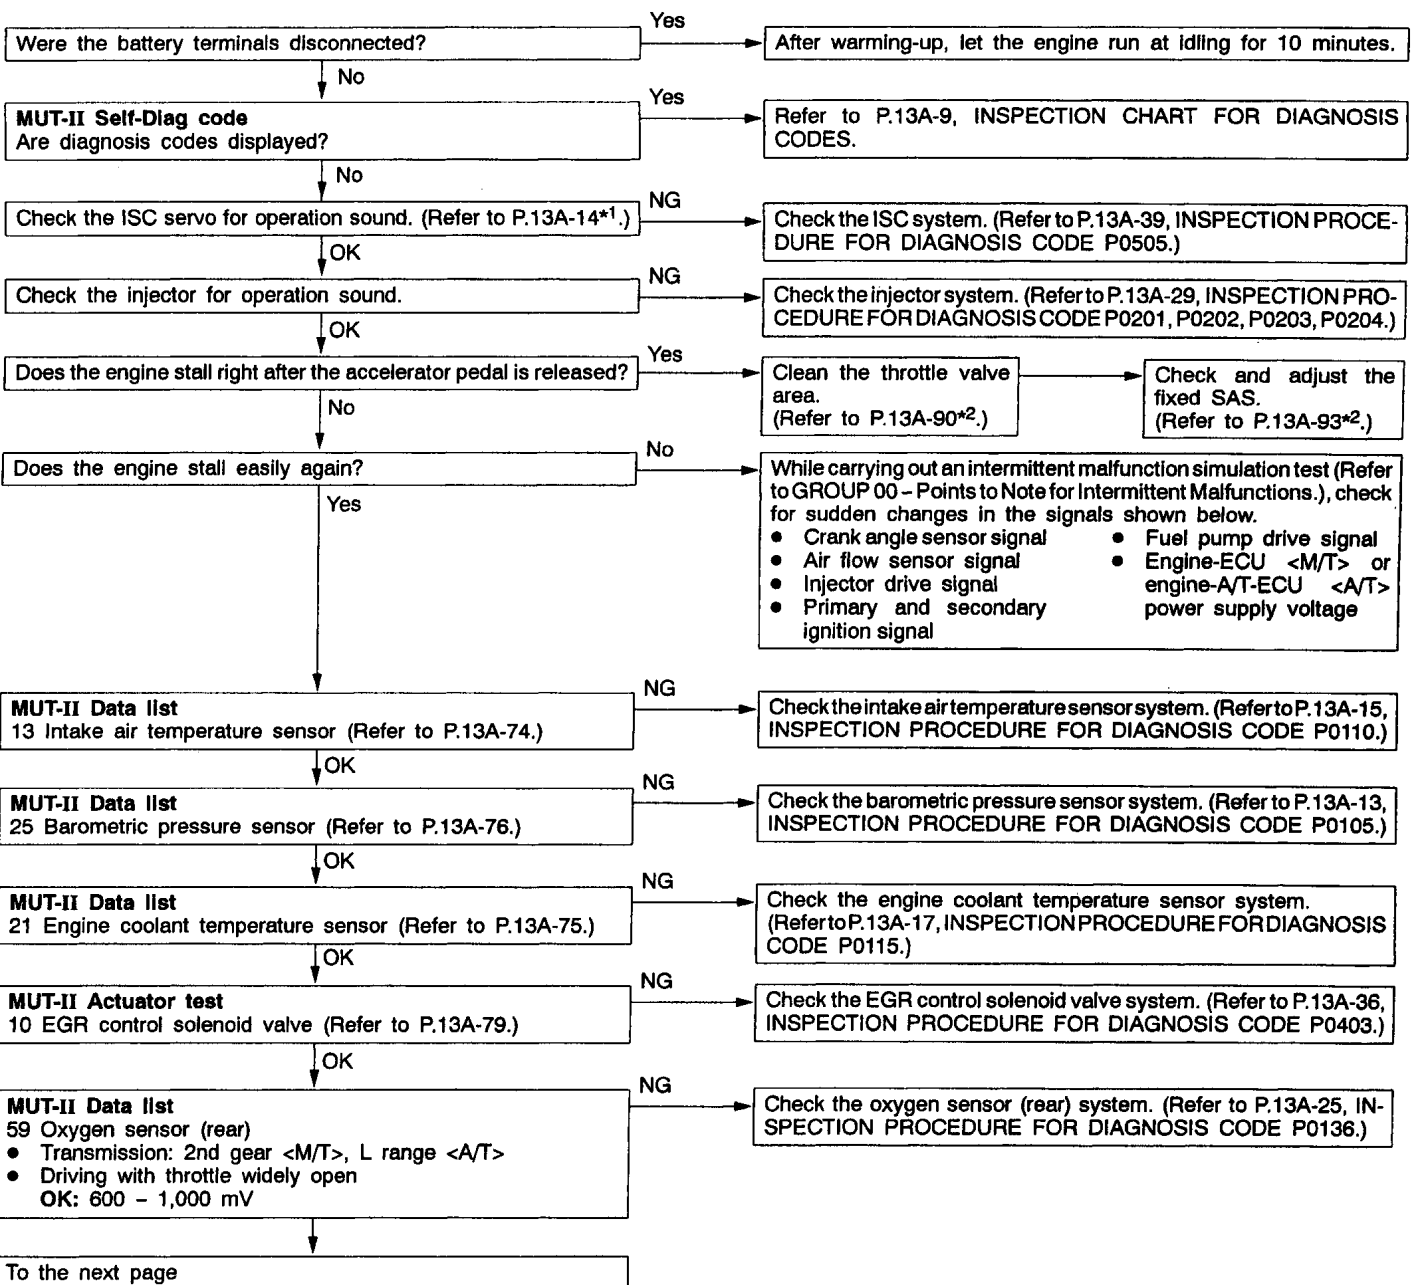 Were the battery terminals disconnected?
Yes
After warming-up, let the engine run at idling for 10 minutes.
No
MUT-II Self-Diag code
Are diagnosis codes displayed?
Yes
Refer to P.13A-9, INSPECTION CHART FOR DIAGNOSIS
CODES.
No
Check the ISC servo for operation sound. (Refer to P.13A-14*1.)
NG
Check the ISC system. (Refer to P.13A-39, INSPECTION PROCE-
DURE FOR DIAGNOSIS CODE P0505.)
OK
Check the injector for operation sound.
NG
Check the injector system. (Refer to P.13A-29, INSPECTION PRO-
CEDURE FOR DIAGNOSIS CODE P0201, P0202, P0203, P0204.)
OK
Does the engine stall right after the accelerator pedal is released?
Yes
Clean the throttle valve
area.
(Refer to P.13A-90*2.)
Check and adjust the
fixed SAS.
(Refer to P.13A-93*2.)
No
Does the engine stall easily again?
No
While carrying out an intermittent malfunction simulation test (Refer
to GROUP 00 – Points to Note for Intermittent Malfunctions.), check
for sudden changes in the signals shown below.
● Crank angle sensor signal
● Air flow sensor signal
● Injector drive signal
● Primary and secondary
ignition signal
● Fuel pump drive signal
● Engine-ECU <M/T> or
engine-A/T-ECU <A/T>
power supply voltage
Yes
MUT-II Data list
13 Intake air temperature sensor (Refer to P.13A-74.)
NG
Check the intake air temperature sensor system. (Refer to P.13A-15,
INSPECTION PROCEDURE FOR DIAGNOSIS CODE P0110.)
OK
MUT-II Data list
25 Barometric pressure sensor (Refer to P.13A-76.)
NG
Check the barometric pressure sensor system. (Refer to P.13A-13,
INSPECTION PROCEDURE FOR DIAGNOSIS CODE P0105.)
OK
MUT-II Data list
21 Engine coolant temperature sensor (Refer to P.13A-75.)
NG
Check the engine coolant temperature sensor system.
(Refer to P.13A-17, INSPECTION PROCEDURE FOR DIAGNOSIS
CODE P0115.)
OK
MUT-II Actuator test
10 EGR control solenoid valve (Refer to P.13A-79.)
NG
Check the EGR control solenoid valve system. (Refer to P.13A-36,
INSPECTION PROCEDURE FOR DIAGNOSIS CODE P0403.)
OK
MUT-II Data list
59 Oxygen sensor (rear)
● Transmission: 2nd gear <M/T>, L range <A/T>
● Driving with throttle widely open
OK: 600 – 1,000 mV
NG
Check the oxygen sensor (rear) system. (Refer to P.13A-25, IN-
SPECTION PROCEDURE FOR DIAGNOSIS CODE P0136.)
To the next page